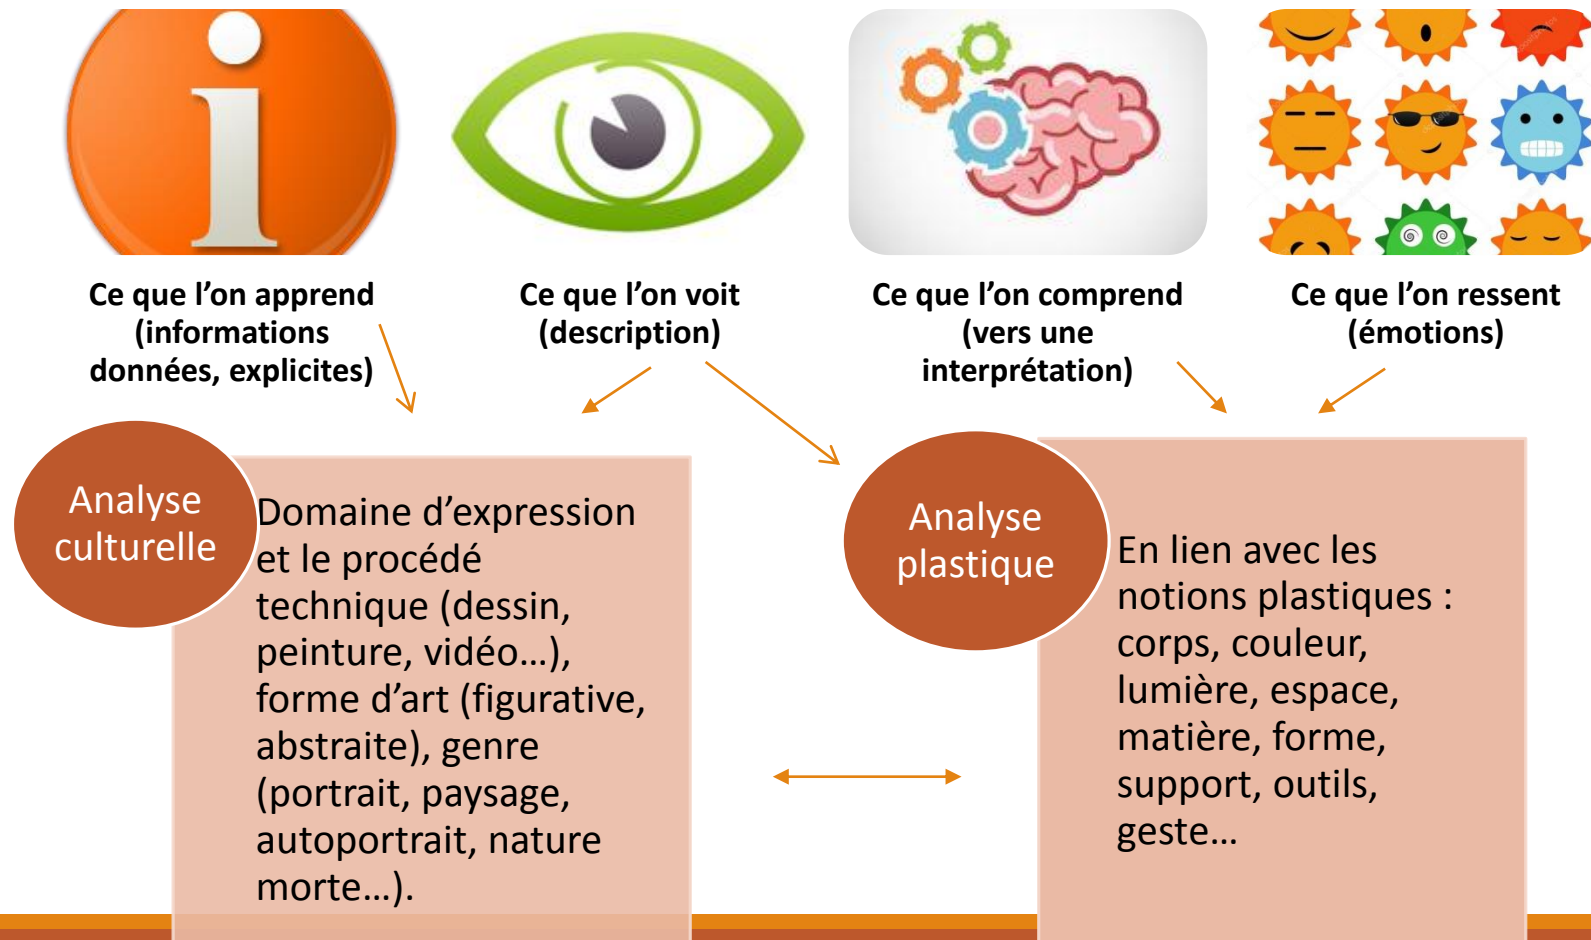 Ce que l’on apprend
(informations
données, explicites)
Ce que l’on voit
(description)
Ce que l’on comprend
(vers une
interprétation)
Ce que l’on ressent
(émotions)
Analyse
culturelle
Domaine d’expression
et le procédé
technique (dessin,
peinture, vidéo…),
forme d’art (figurative,
abstraite), genre
(portrait, paysage,
autoportrait, nature
morte…).
Analyse
plastique
En lien avec les
notions plastiques :
corps, couleur,
lumière, espace,
matière, forme,
support, outils,
geste…